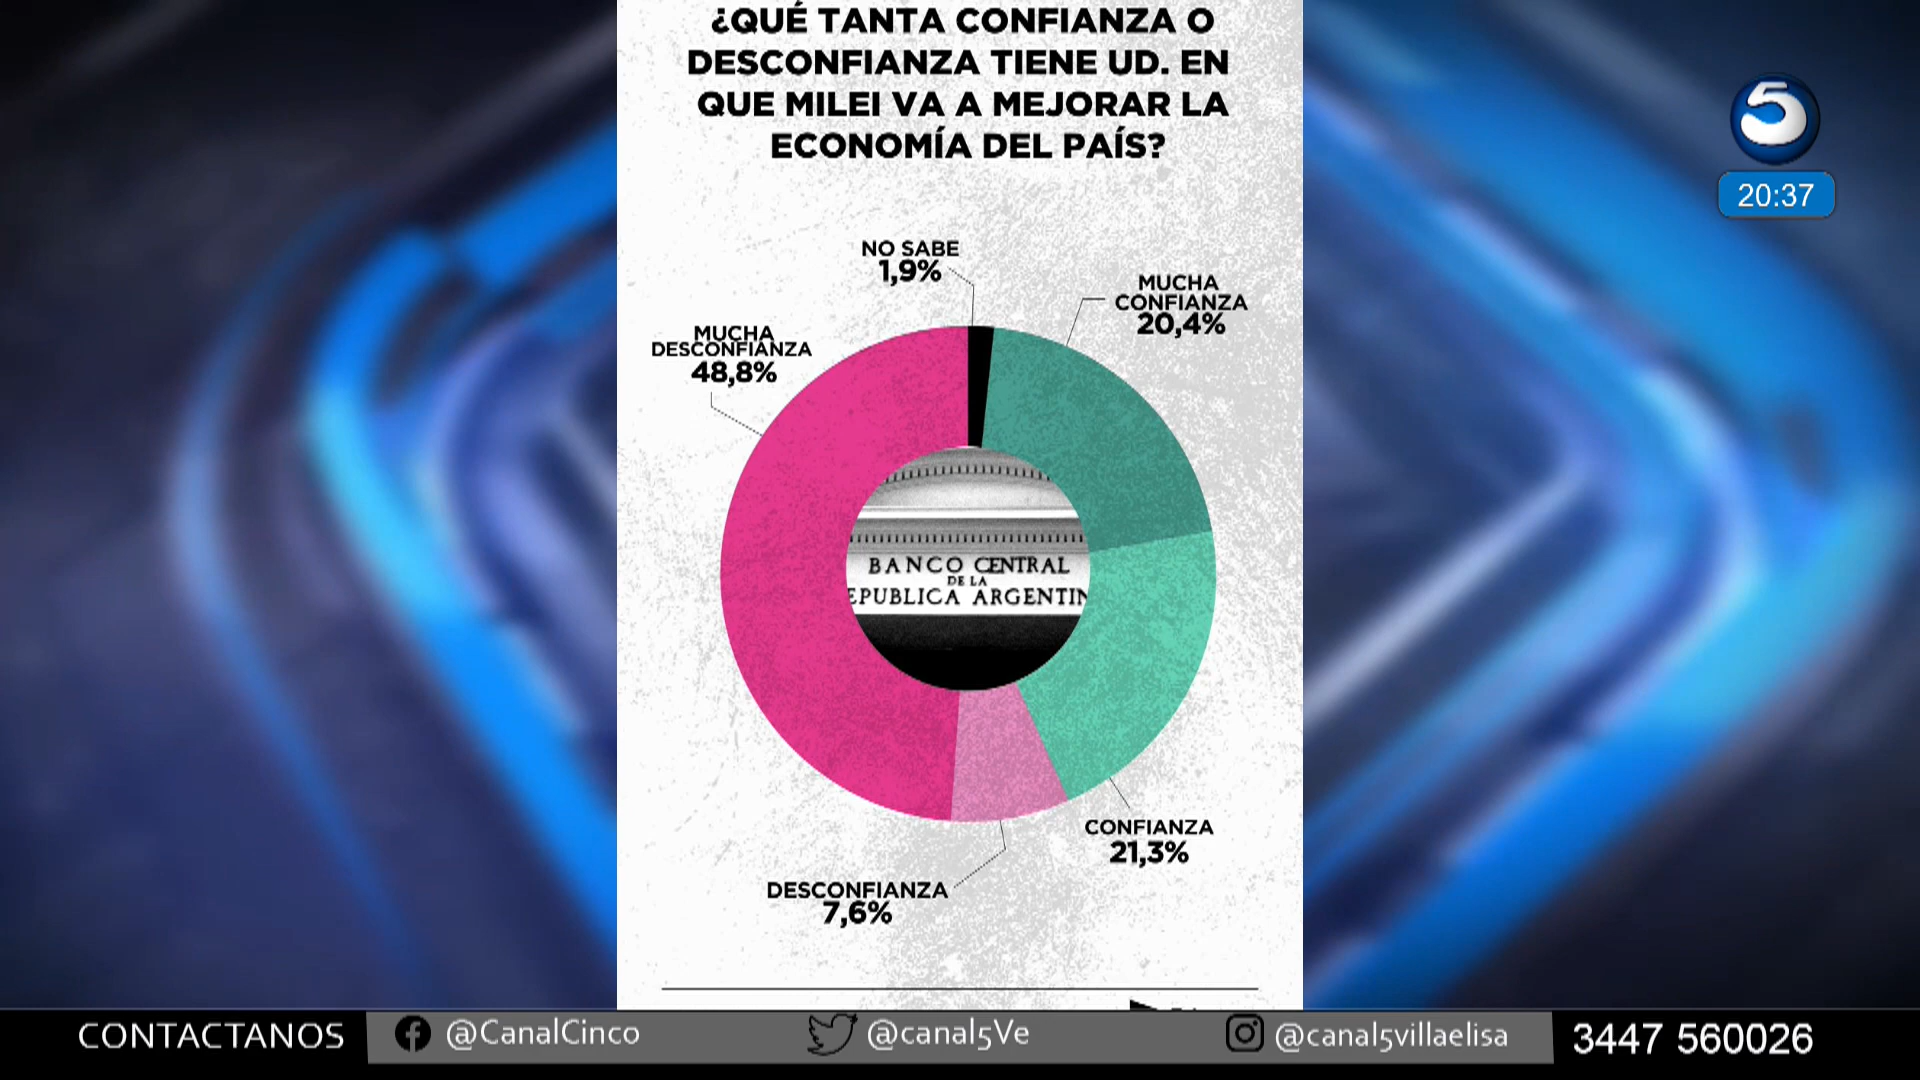 ¿QUÉ TANTA CONFIANZA O
DESCONFIANZA TIENE UD. EN
QUE MILEI VA A MEJORAR LA
ECONOMÍA DEL PAÍS?
5
20:37
NO SABE
1,9%
MUCHA
CONFIANZA
20,4%
MUCHA
DESCONFIANZA
48,8%
BANCO CENTRAL
DE LA
EPUBLICA ARGENTIN
CONFIANZA
21,3%
DESCONFIANZA
7,6%
CONTACTANOS
@CanalCinco
@canal5Ve
@canal5villaelisa
3447 560026